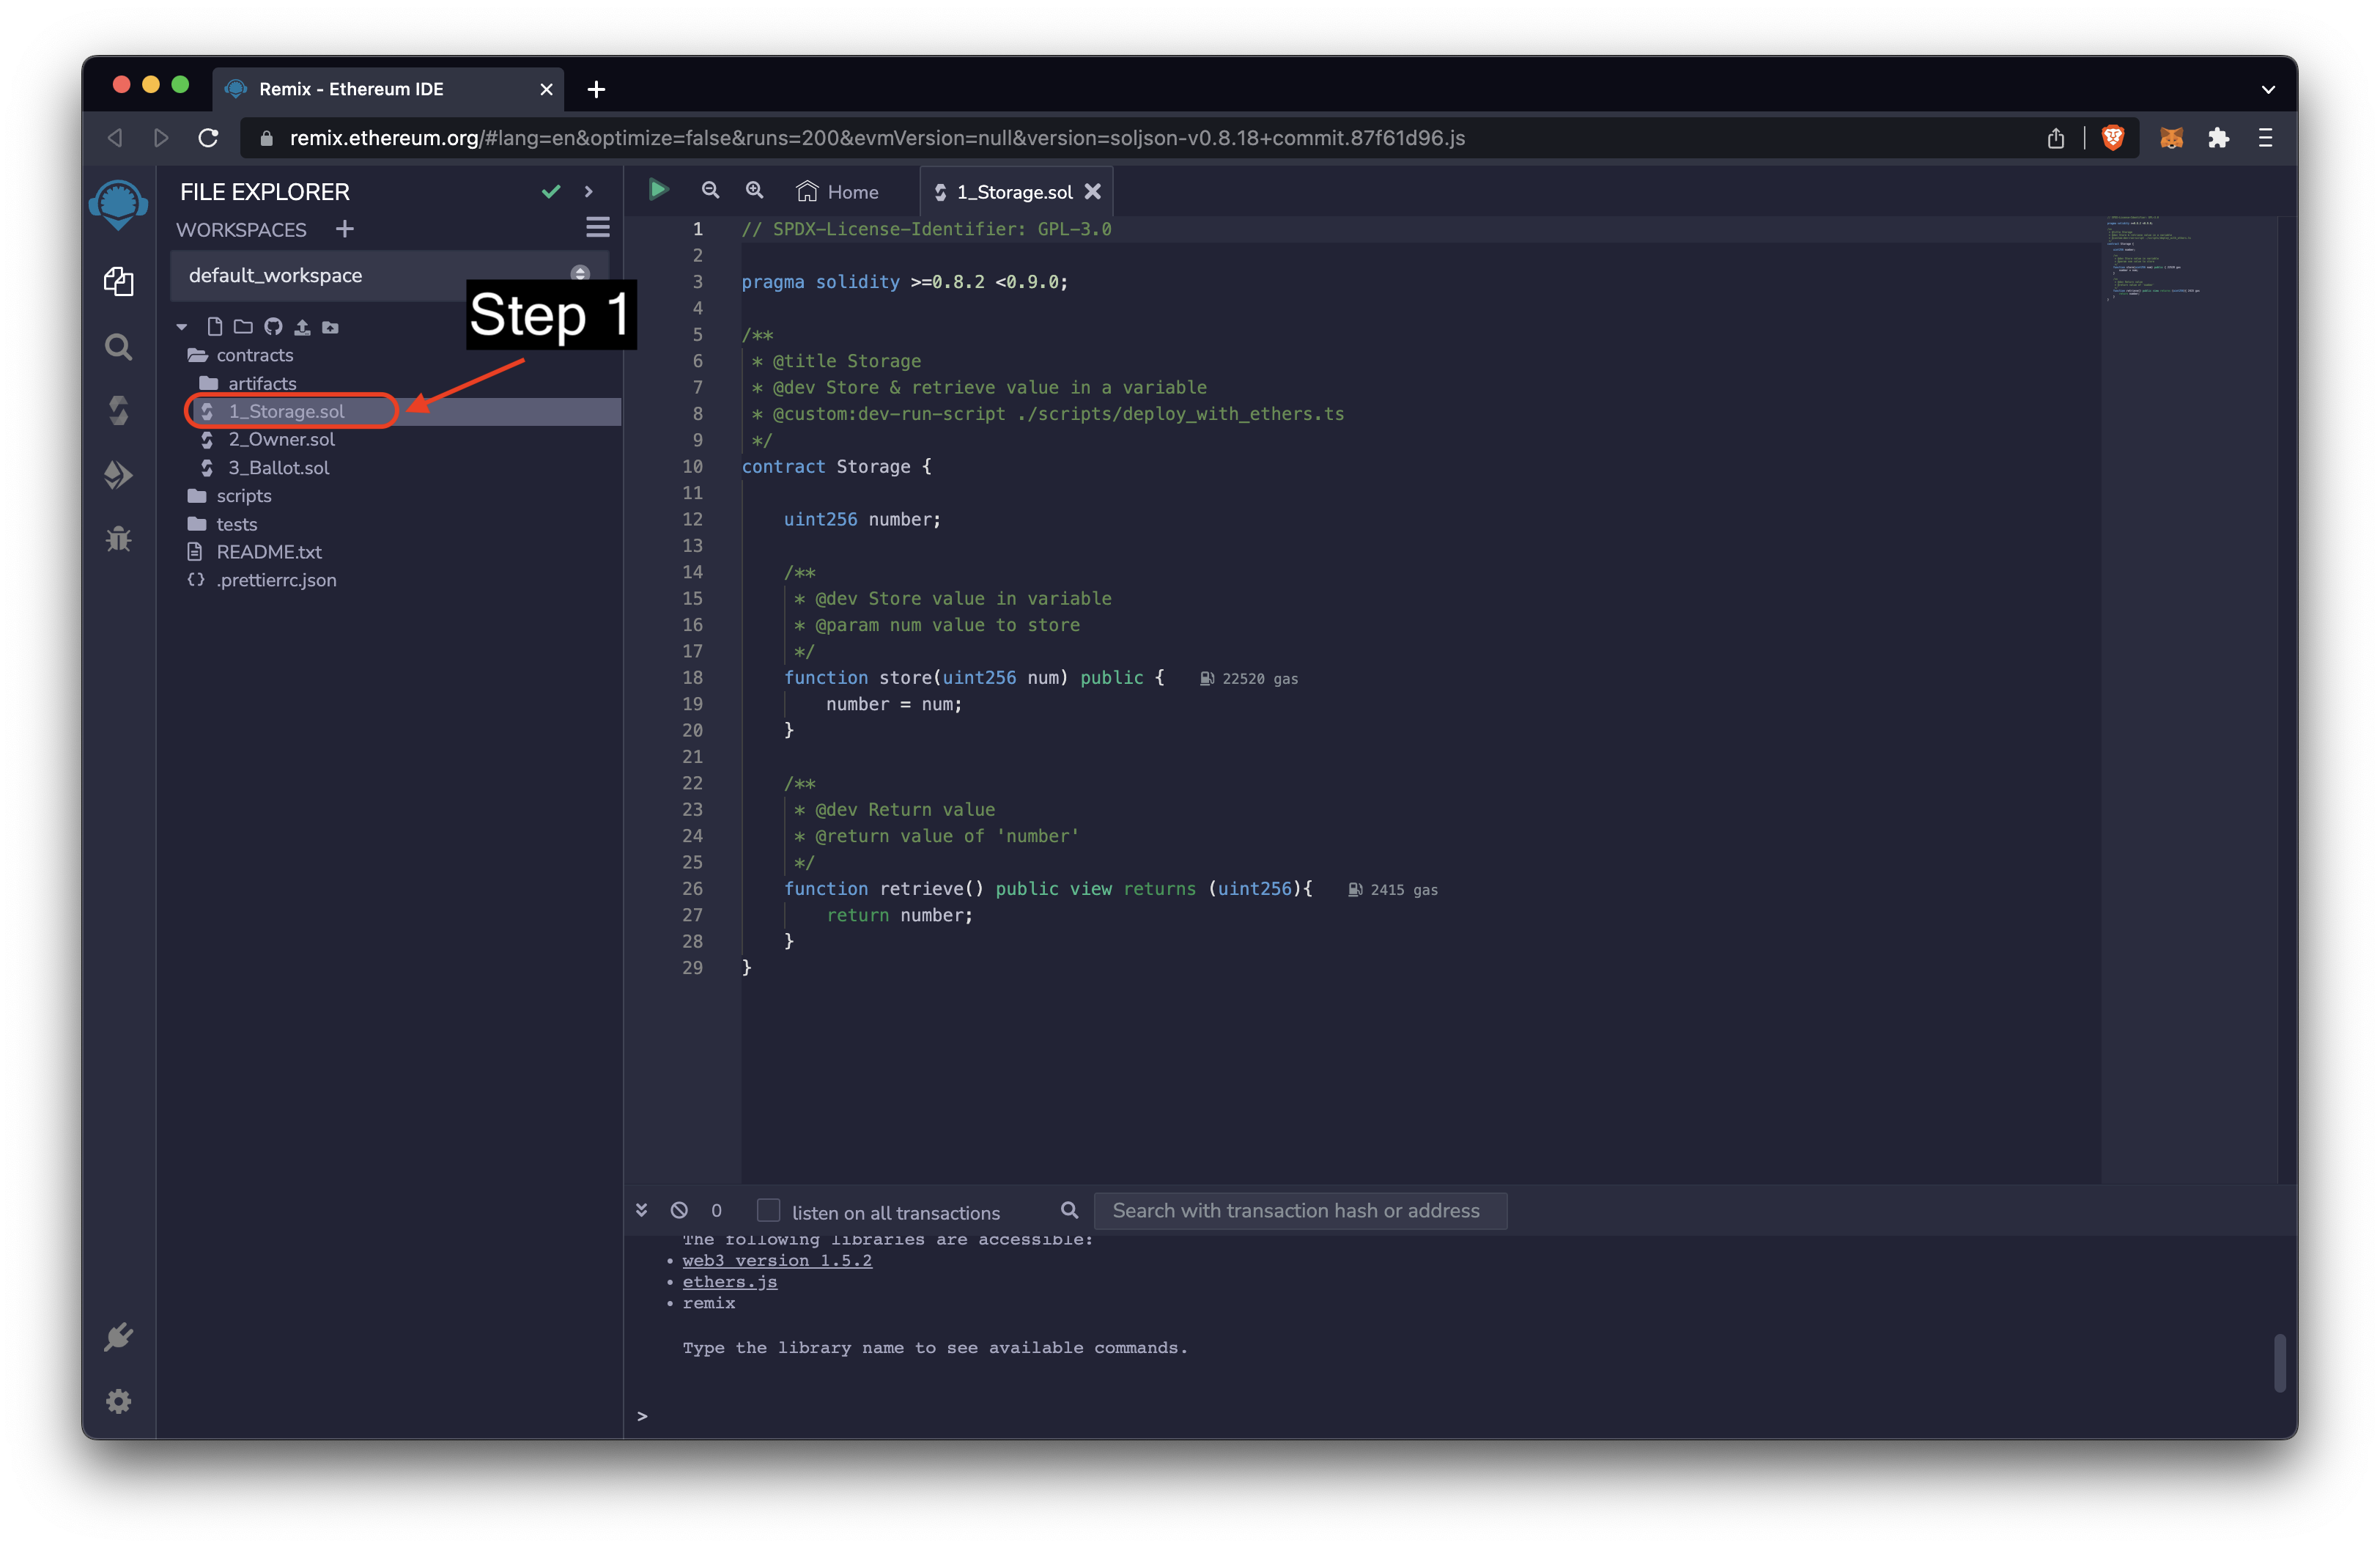 Remix - Ethereum IDE
remix.ethereum.org/#lang=en&optimize=false&runs=200&evmVersion=null&version=soljson-v0.8.18+commit.87f61d96.js
FILE EXPLORER
WORKSPACES
default_workspace
Step 1
contracts
artifacts
1_Storage.sol
2_Owner.sol
3_Ballot.sol
scripts
tests
README.txt
.prettierrc.json
Home
1_Storage.sol
1 // SPDX-License-Identifier: GPL-3.0
2
3 pragma solidity >=0.8.2 <0.9.0;
4
5 /**
6 * @title Storage
7 * @dev Store & retrieve value in a variable
8 * @custom:dev-run-script ./scripts/deploy_with_ethers.ts
9 */
10 contract Storage {
11
12 uint256 number;
13
14 /**
15 * @dev Store value in variable
16 * @param num value to store
17 */
18 function store(uint256 num) public { 22520 gas
19 number = num;
20 }
21
22 /**
23 * @dev Return value
24 * @return value of 'number'
25 */
26 function retrieve() public view returns (uint256){ 2415 gas
27 return number;
28 }
29 }
0 listen on all transactions Search with transaction hash or address
The following libraries are accessible:
• web3 version 1.5.2
• ethers.js
• remix
Type the library name to see available commands.
>